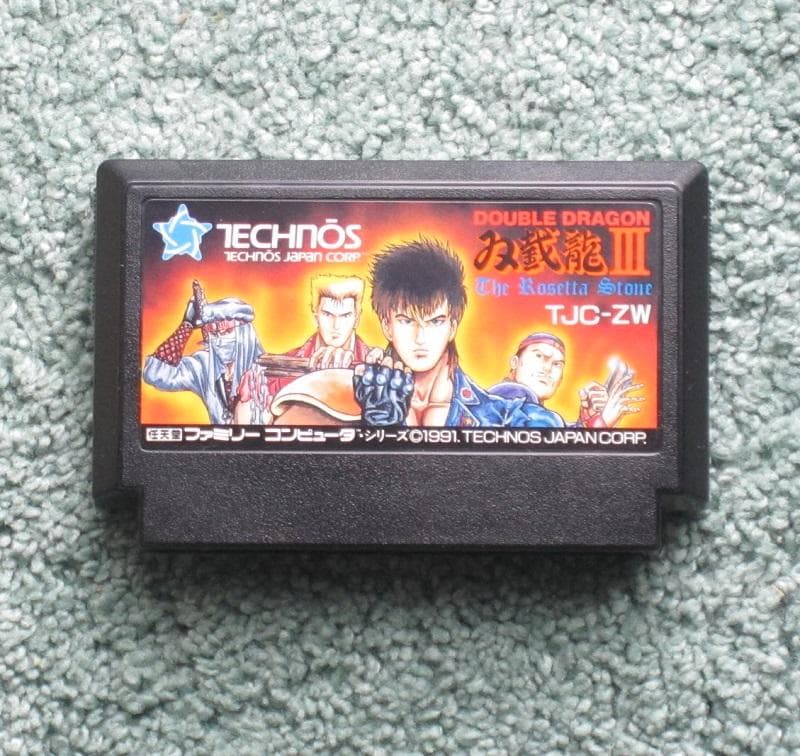 TECHNŌS
TECHNŌS JAPAN CORP.
DOUBLE DRAGON
双截龍III
The Rosetta Stone
TJC-ZW
任天堂 ファミリー コンピュータ・シリーズ©1991. TECHNOS JAPAN CORP.